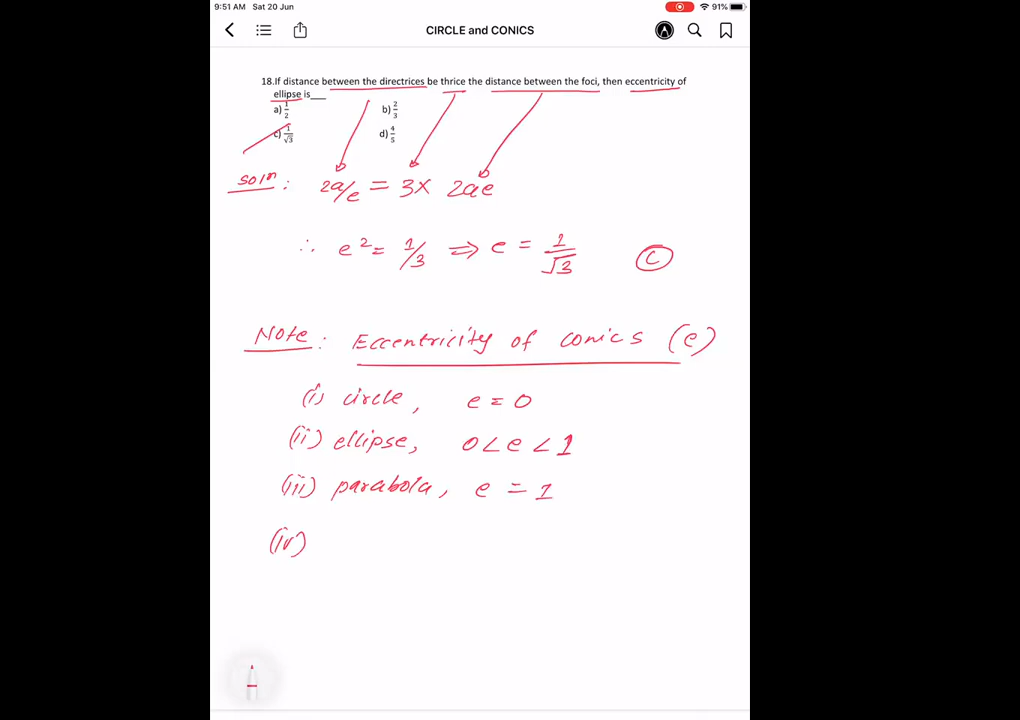 9:51 AM Sat 20 Jun 91%
CIRCLE and CONICS
18.If distance between the directrices be thrice the distance between the foci, then eccentricity of
ellipse is___
a) 1/2 b) 2/3
c) 1/√3 d) 4/5
Solⁿ: 2a/e = 3 x 2ae
∴ e² = 1/3 ⟹ e = 1/√3 (C)
Note: Eccentricity of conics (e)
(i) circle, e = 0
(ii) ellipse, 0 < e < 1
(iii) parabola, e = 1
(iv)